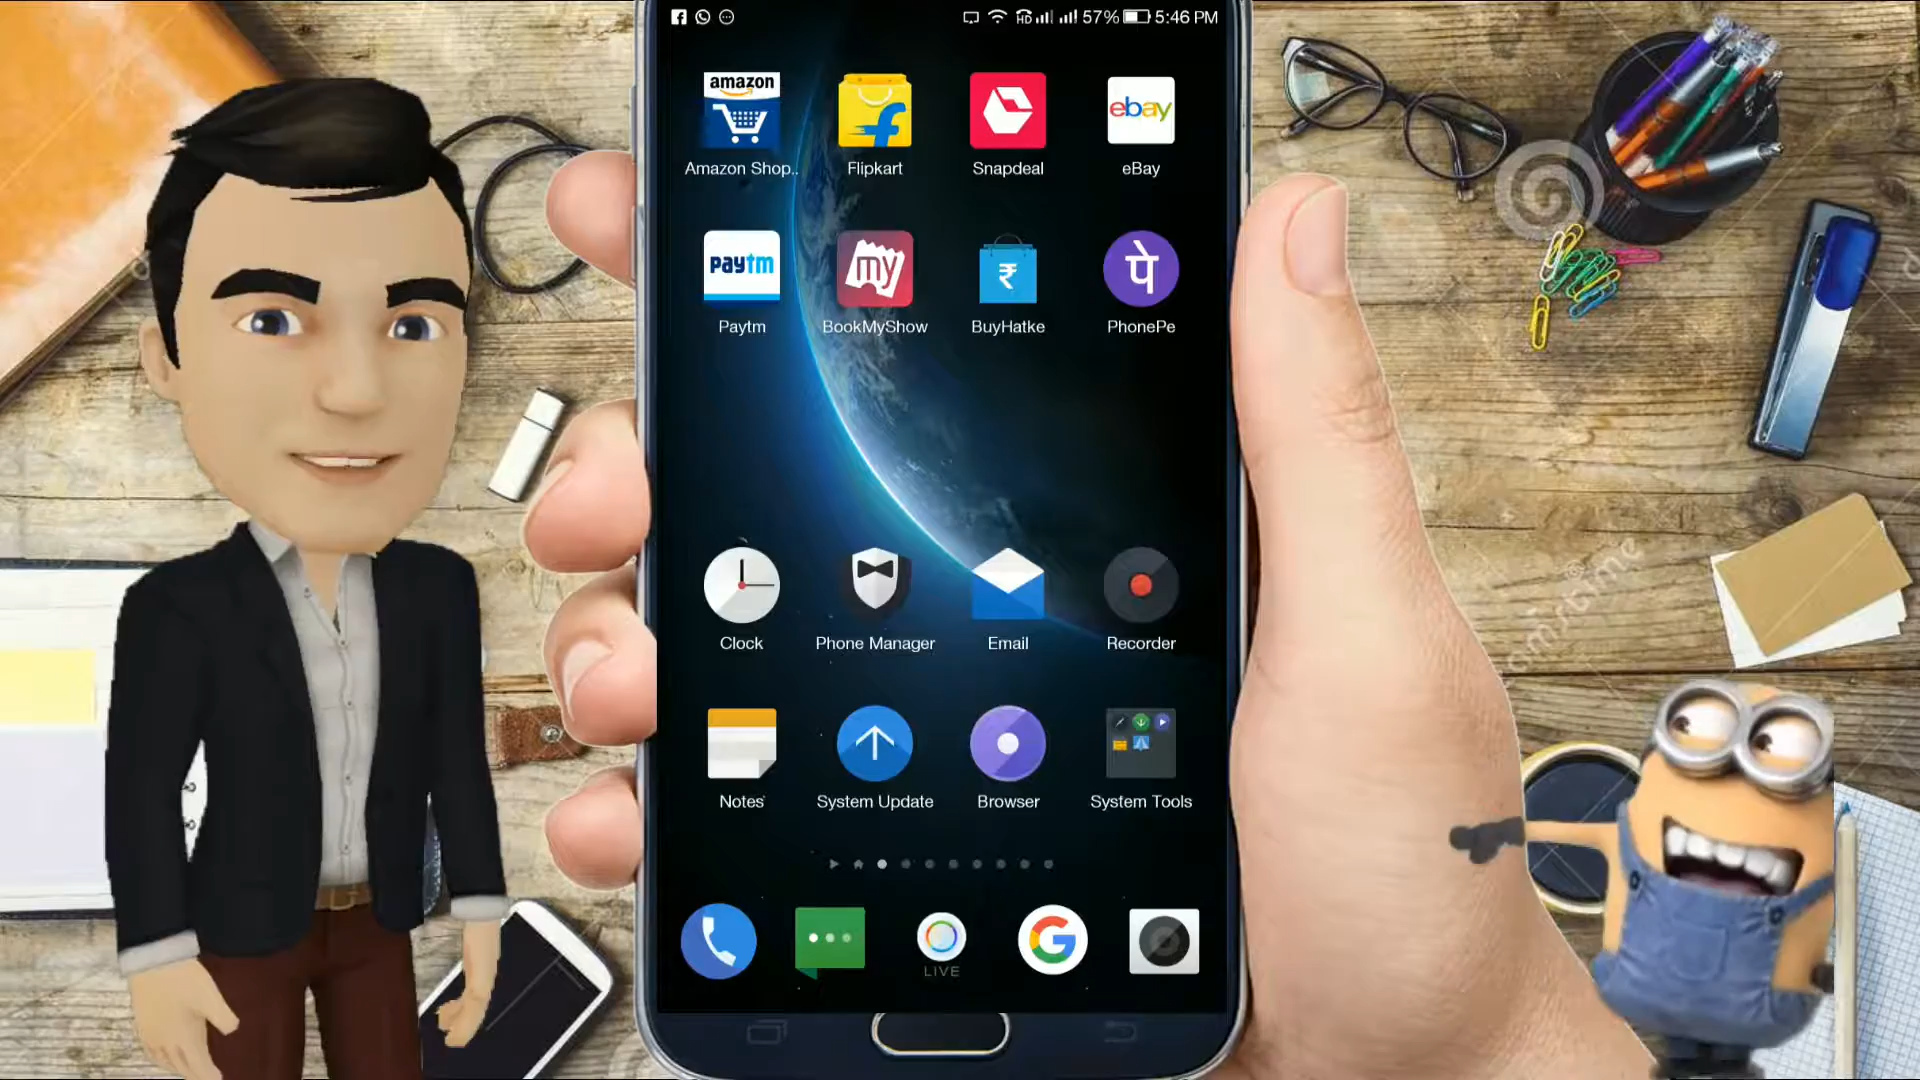 57% 5:46 PM
amazon
ebay
Amazon Shop.. Flipkart Snapdeal eBay
paytm my ₹ पे
Paytm BookMyShow BuyHatke PhonePe
Clock Phone Manager Email Recorder
Notes System Update Browser System Tools
LIVE